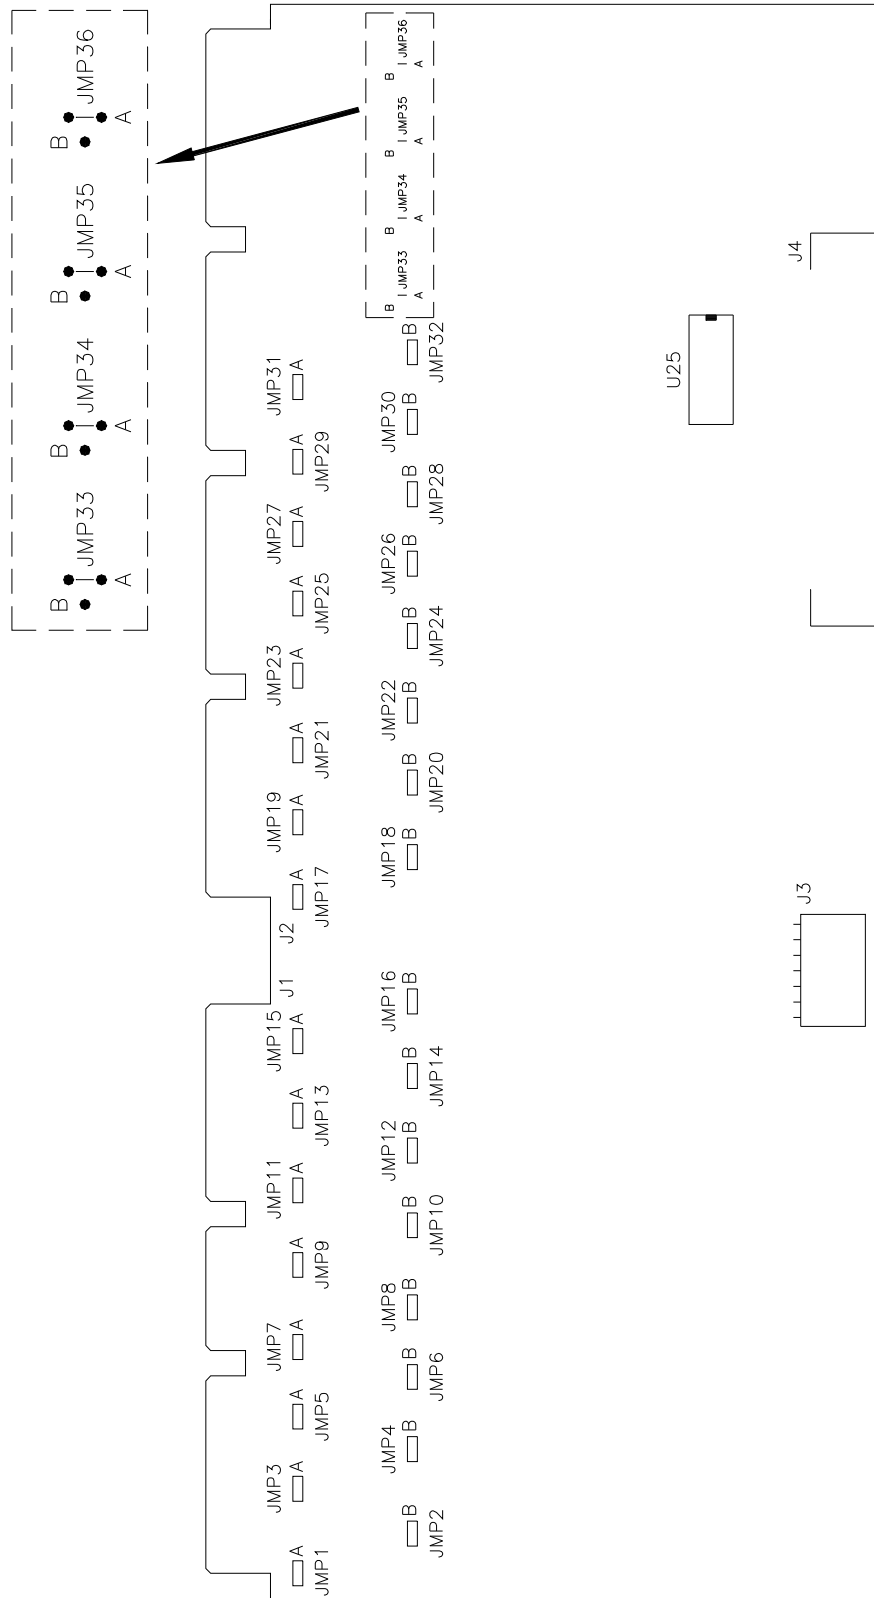 B JMP33 A
B JMP34 A
B JMP35 A
B JMP36 A
B JMP33 A
B JMP34 A
B JMP35 A
B JMP36 A
JMP1 A
JMP3 A
JMP5 A
JMP7 A
JMP9 A
JMP11 A
JMP13 A
JMP15 A
J1
J2
JMP17 A
JMP19 A
JMP21 A
JMP23 A
JMP25 A
JMP27 A
JMP29 A
JMP31 A
JMP2 B
JMP4 B
JMP6 B
JMP8 B
JMP10 B
JMP12 B
JMP14 B
JMP16 B
JMP18 B
JMP20 B
JMP22 B
JMP24 B
JMP26 B
JMP28 B
JMP30 B
JMP32 B
U25
J3
J4